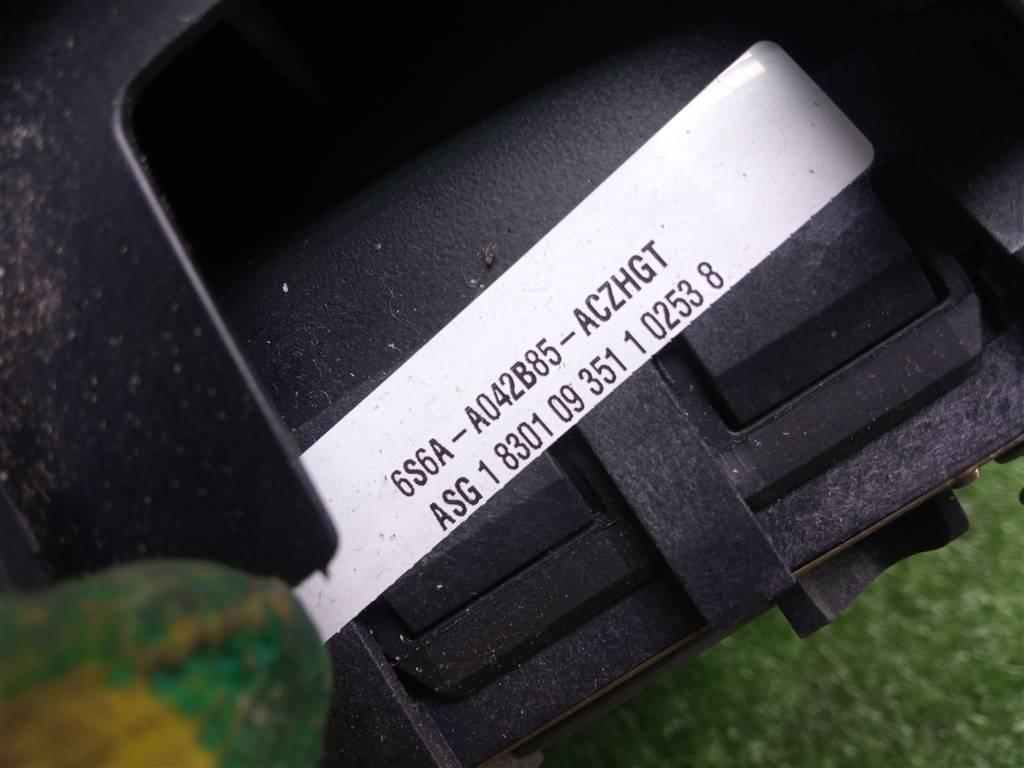 6S6A-A042B85-ACZHGT
ASG 1 8301 09 351 1 0253 8